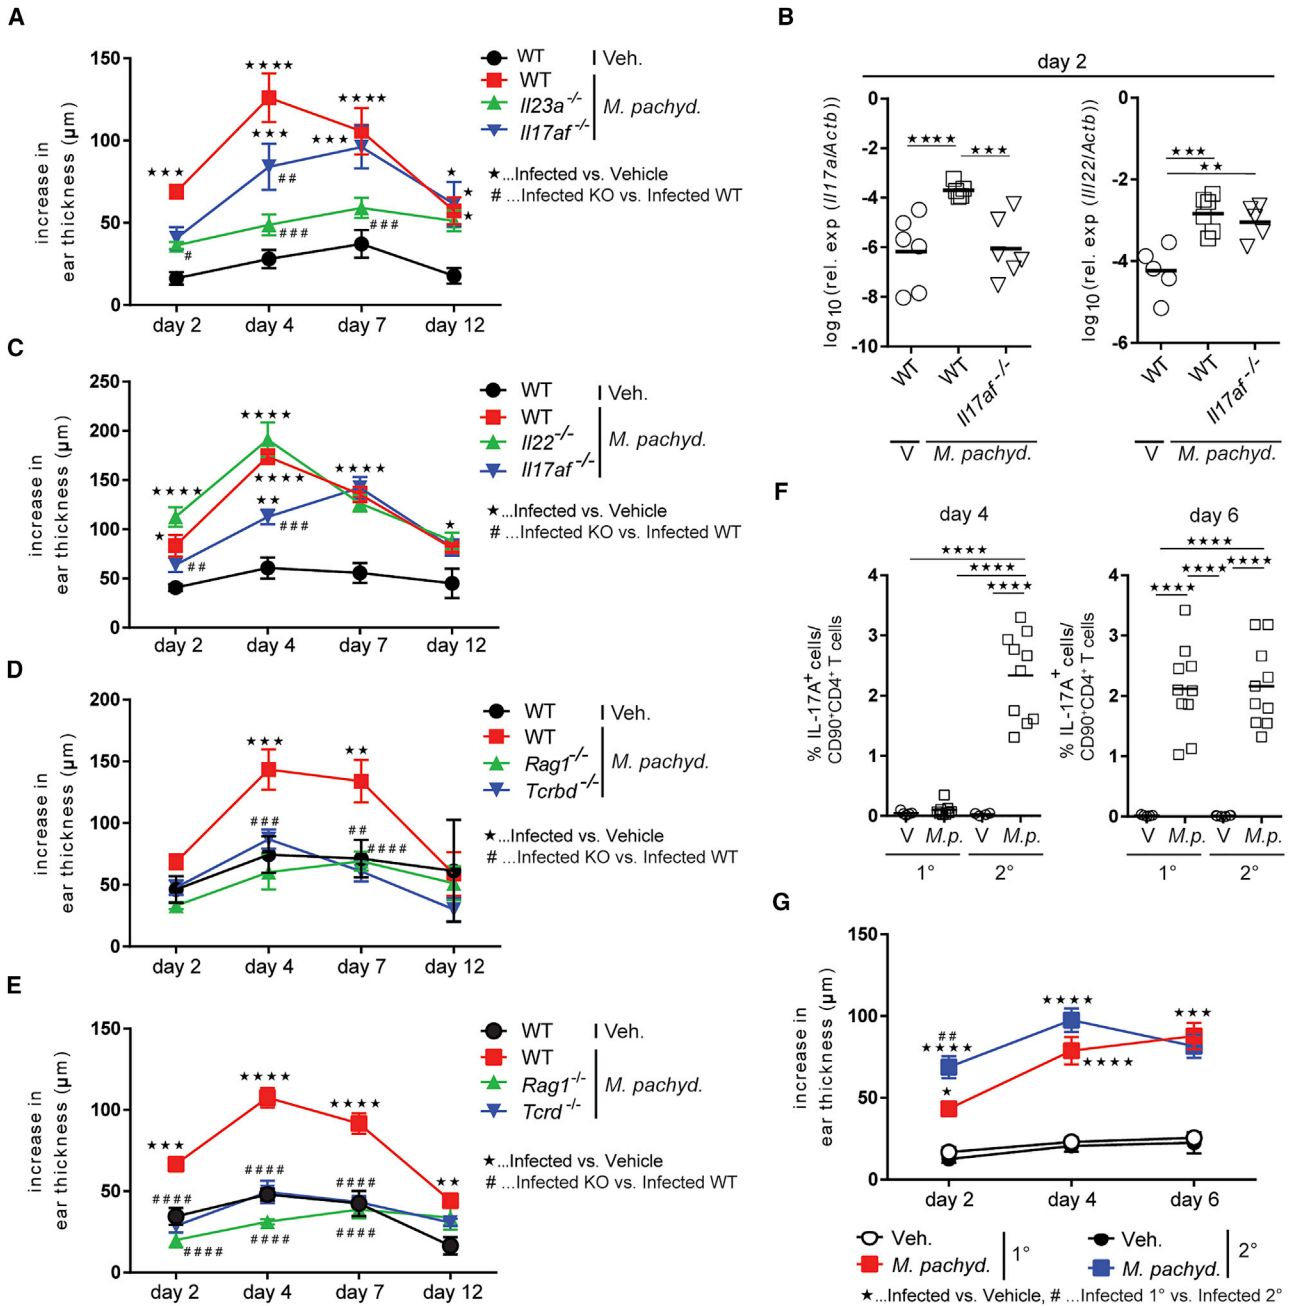 A
increase in
ear thickness (µm)
150
100
50
0
★★★
★★★★
★★★
##
###
#
★★★★
★★★
###
★
★
★
day 2 day 4 day 7 day 12
WT Veh.
WT
Il23a -/-
Il17af -/-
M. pachyd.
★...Infected vs. Vehicle
# ...Infected KO vs. Infected WT
B
day 2
log10 (rel. exp (Il17a/Actb))
0
-2
-4
-6
-8
-10
★★★★
★★★
WT WT Il17af -/-
V M. pachyd.
log10 (rel. exp (Ill22/Actb))
0
-2
-4
-6
★★★
★★
WT WT Il17af -/-
V M. pachyd.
C
increase in
ear thickness (µm)
250
200
150
100
50
0
★★★★
★
##
★★★★
★★★★
★★
###
★★★★
★
day 2 day 4 day 7 day 12
WT Veh.
WT
Il22 -/-
Il17af -/-
M. pachyd.
★...Infected vs. Vehicle
# ...Infected KO vs. Infected WT
D
increase in
ear thickness (µm)
200
150
100
50
0
★★★
★★
###
##
####
day 2 day 4 day 7 day 12
WT Veh.
WT
Rag1 -/-
Tcrbd -/-
M. pachyd.
★...Infected vs. Vehicle
# ...Infected KO vs. Infected WT
E
increase in
ear thickness (µm)
150
100
50
0
★★★
★★★★
★★★★
★★
####
####
####
####
####
####
day 2 day 4 day 7 day 12
WT Veh.
WT
Rag1 -/-
Tcrd -/-
M. pachyd.
★...Infected vs. Vehicle
# ...Infected KO vs. Infected WT
F
day 4
% IL-17A+ cells/
CD90+CD4+ T cells
4
3
2
1
0
★★★★
★★★★
★★★★
V M.p. V M.p.
1° 2°
day 6
% IL-17A+ cells/
CD90+CD4+ T cells
4
3
2
1
0
★★★★
★★★★
★★★★
★★★★
V M.p. V M.p.
1° 2°
G
increase in
ear thickness (µm)
150
100
50
0
##
★★★★
★
★★★★
★★★★
★★★
day 2 day 4 day 6
Veh.
M. pachyd.
1°
Veh.
M. pachyd.
2°
★...Infected vs. Vehicle, # ...Infected 1° vs. Infected 2°